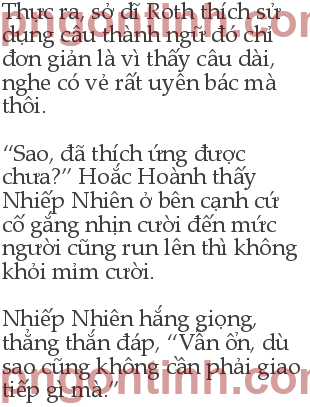 Thực ra, sở dĩ Roth thích sử
dụng câu thành ngữ đó chỉ
đơn giản là vì thấy câu dài,
nghe có vẻ rất uyên bác mà
thôi.
“Sao, đã thích ứng được
chưa?” Hoắc Hoành thấy
Nhiếp Nhiên ở bên cạnh cứ
cố gắng nhịn cười đến mức
người cũng run lên thì không
khỏi mỉm cười.
Nhiếp Nhiên hắng giọng,
thẳng thắn đáp, “Vẫn ổn, dù
sao cũng không cần phải giao
tiếp gì mà.”
pngontinh.com
pngontinh.com